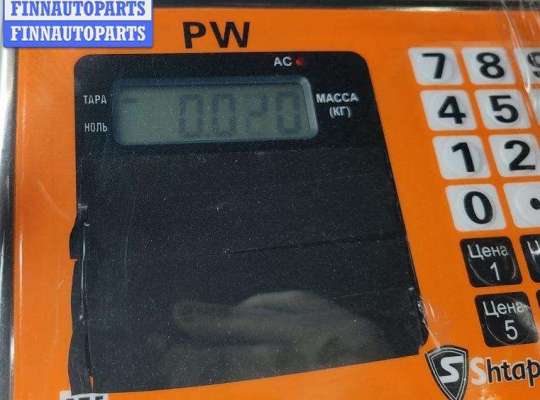 FINNAUTOPARTS
FINNAUTOPARTS
PW
AC
ТАРА
НОЛЬ
0.020
МАССА
(КГ)
7 8 9
4 5
1 2
0 .
Цена
1
Цена
5
S Shtap